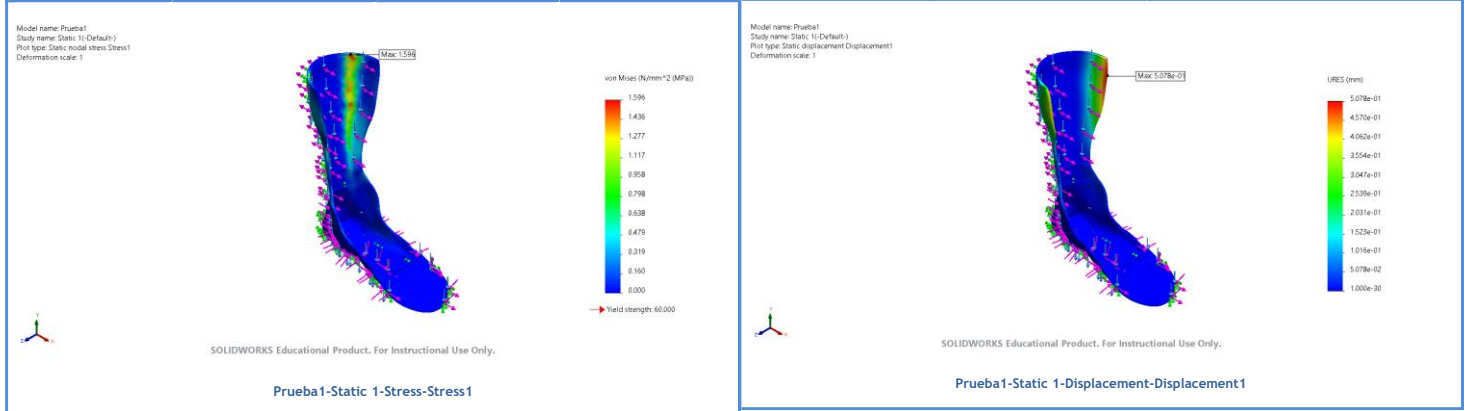 Model name: Prueba1
Study name: Static 1(-Default-)
Plot type: Static nodal stress Stress1
Deformation scale: 1
Max: 1.596
von Mises (N/mm^2 (MPa))
1.596
1.436
1.277
1.117
0.958
0.798
0.638
0.479
0.319
0.160
0.000
Yield strength: 60.000
Y
Z
X
SOLIDWORKS Educational Product. For Instructional Use Only.
Prueba1-Static 1-Stress-Stress1
Model name: Prueba1
Study name: Static 1(-Default-)
Plot type: Static displacement Displacement1
Deformation scale: 1
Max: 5.078e-01
URES (mm)
5.078e-01
4.570e-01
4.062e-01
3.554e-01
3.047e-01
2.539e-01
2.031e-01
1.523e-01
1.016e-01
5.078e-02
1.000e-30
Y
Z
X
SOLIDWORKS Educational Product. For Instructional Use Only.
Prueba1-Static 1-Displacement-Displacement1